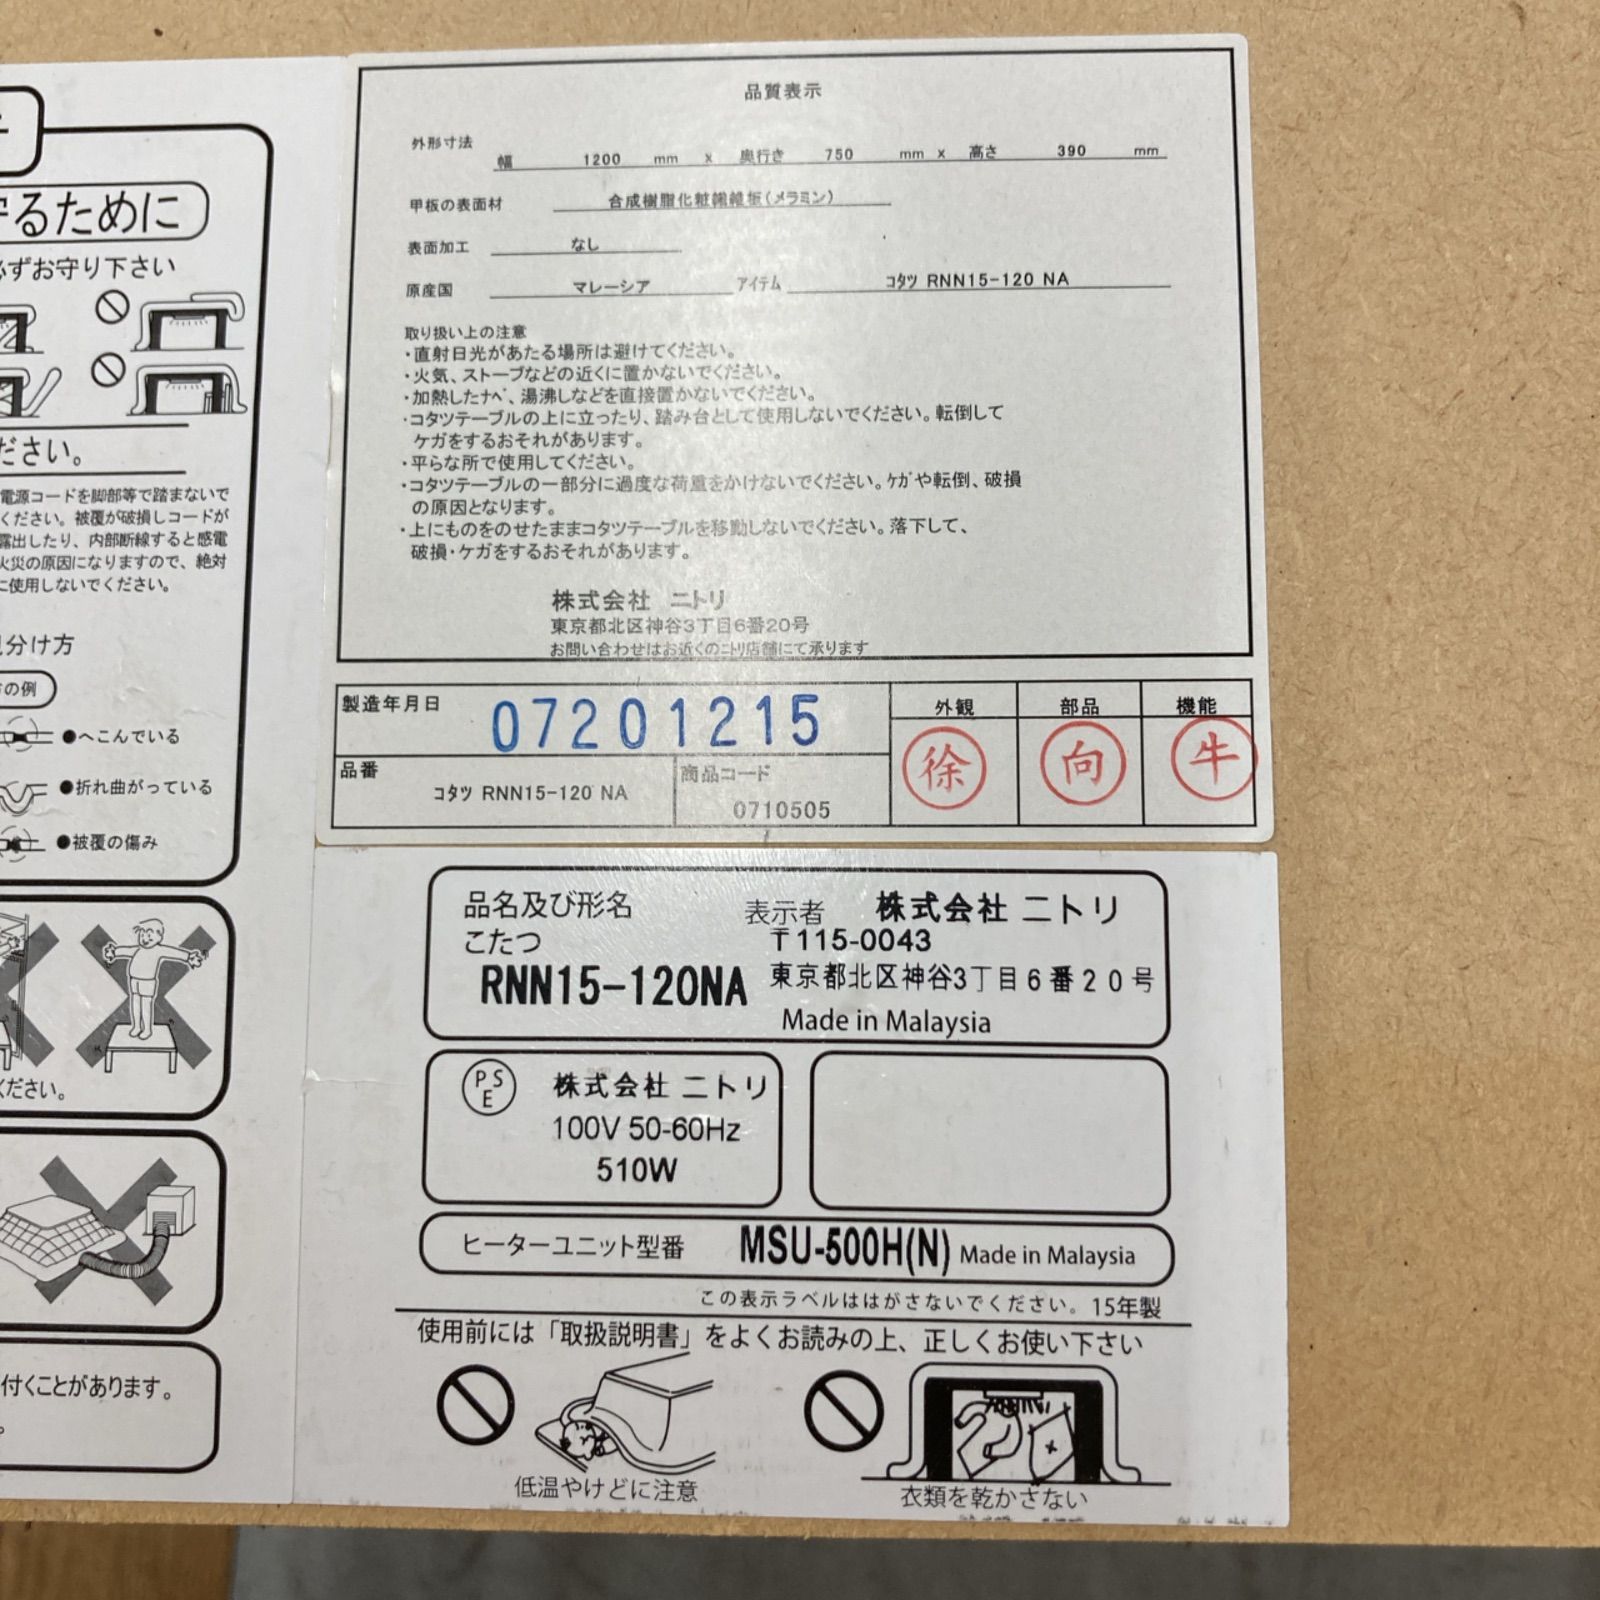 守るために
必ずお守り下さい
ださい。
電源コードを脚部等で踏まないで
ください。被覆が破損しコードが
露出したり、内部断線すると感電
火災の原因になりますので、絶対
に使用しないでください。
見分け方
の例
●へこんでいる
●折れ曲がっている
●被覆の傷み
ください。
付くことがあります。
品質表示
外形寸法 幅 1200 mm x 奥行き 750 mm x 高さ 390 mm
甲板の表面材 合成樹脂化粧繊維板(メラミン)
表面加工 なし
原産国 マレーシア アイテム コタツ RNN15-120 NA
取り扱い上の注意
・直射日光があたる場所は避けてください。
・火気、ストーブなどの近くに置かないでください。
・加熱したナベ、湯沸しなどを直接置かないでください。
・コタツテーブルの上に立ったり、踏み台として使用しないでください。転倒して
ケガをするおそれがあります。
・平らな所で使用してください。
・コタツテーブルの一部分に過度な荷重をかけないでください。ケガや転倒、破損
の原因となります。
・上にものをのせたままコタツテーブルを移動しないでください。落下して、
破損・ケガをするおそれがあります。
株式会社 ニトリ
東京都北区神谷3丁目6番20号
お問い合わせはお近くのニトリ店舗にて承ります
製造年月日 07201215 外観 部品 機能
徐 向 牛
品番 コタツ RNN15-120 NA 商品コード 0710505
品名及び形名 表示者 株式会社 ニトリ
こたつ 〒115-0043
RNN15-120NA 東京都北区神谷3丁目6番20号
Made in Malaysia
PSE 株式会社 ニトリ
100V 50-60Hz
510W
ヒーターユニット型番 MSU-500H(N) Made in Malaysia
この表示ラベルははがさないでください。 15年製
使用前には「取扱説明書」をよくお読みの上、正しくお使い下さい
低温やけどに注意 衣類を乾かさない